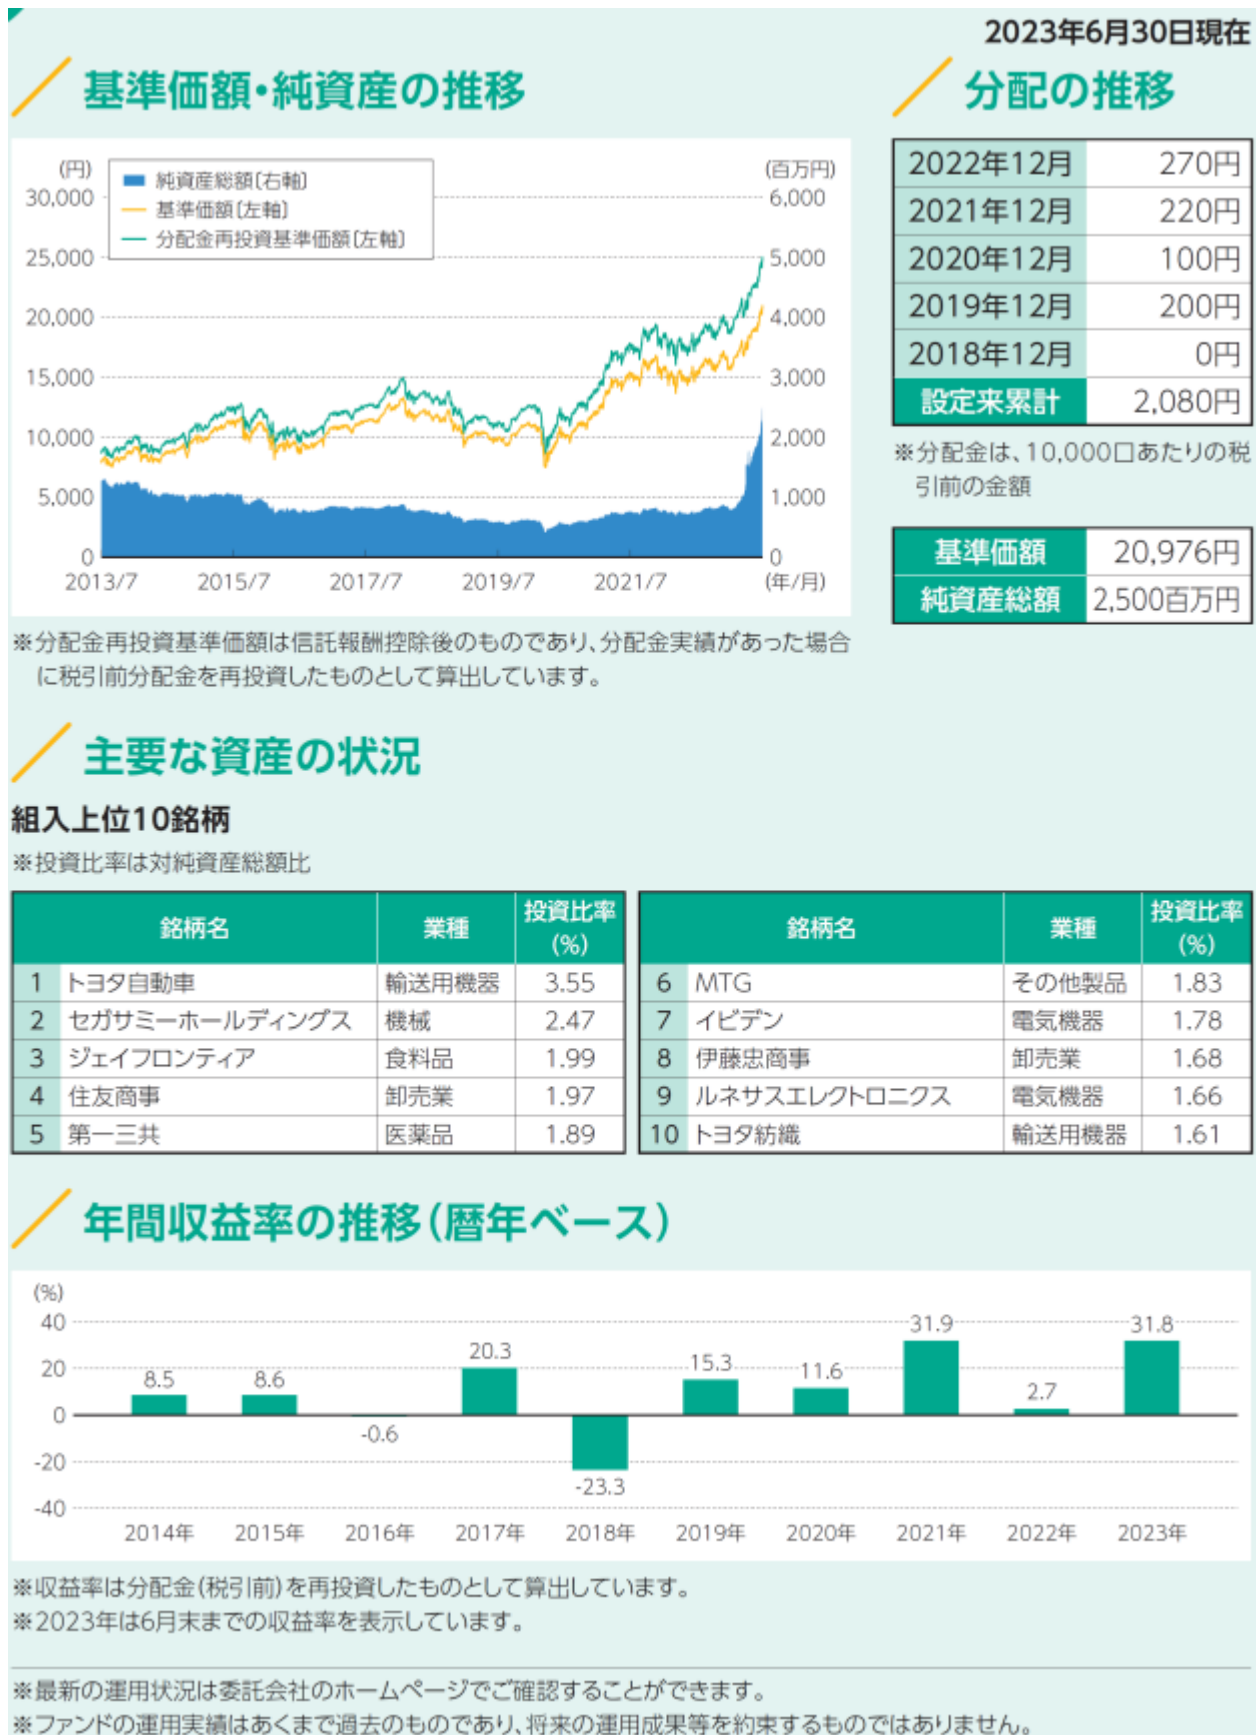 2023年6月30日現在
基準価額・純資産の推移
(円)
(百万円)
純資産総額〔右軸〕
基準価額〔左軸〕
分配金再投資基準価額〔左軸〕
30,000
25,000
20,000
15,000
10,000
5,000
0
6,000
5,000
4,000
3,000
2,000
1,000
0
2013/7 2015/7 2017/7 2019/7 2021/7 (年/月)
※分配金再投資基準価額は信託報酬控除後のものであり、分配金実績があった場合
に税引前分配金を再投資したものとして算出しています。
分配の推移
2022年12月 270円
2021年12月 220円
2020年12月 100円
2019年12月 200円
2018年12月 0円
設定来累計 2,080円
※分配金は、10,000口あたりの税
引前の金額
基準価額 20,976円
純資産総額 2,500百万円
主要な資産の状況
組入上位10銘柄
※投資比率は対純資産総額比
銘柄名 業種 投資比率
(%)
1 トヨタ自動車 輸送用機器 3.55
2 セガサミーホールディングス 機械 2.47
3 ジェイフロンティア 食料品 1.99
4 住友商事 卸売業 1.97
5 第一三共 医薬品 1.89
銘柄名 業種 投資比率
(%)
6 MTG その他製品 1.83
7 イビデン 電気機器 1.78
8 伊藤忠商事 卸売業 1.68
9 ルネサスエレクトロニクス 電気機器 1.66
10 トヨタ紡織 輸送用機器 1.61
年間収益率の推移(暦年ベース)
(%)
40
20
0
-20
-40
8.5 8.6 -0.6 20.3 -23.3 15.3 11.6 31.9 2.7 31.8
2014年 2015年 2016年 2017年 2018年 2019年 2020年 2021年 2022年 2023年
※収益率は分配金(税引前)を再投資したものとして算出しています。
※2023年は6月末までの収益率を表示しています。
※最新の運用状況は委託会社のホームページでご確認することができます。
※ファンドの運用実績はあくまで過去のものであり、将来の運用成果等を約束するものではありません。